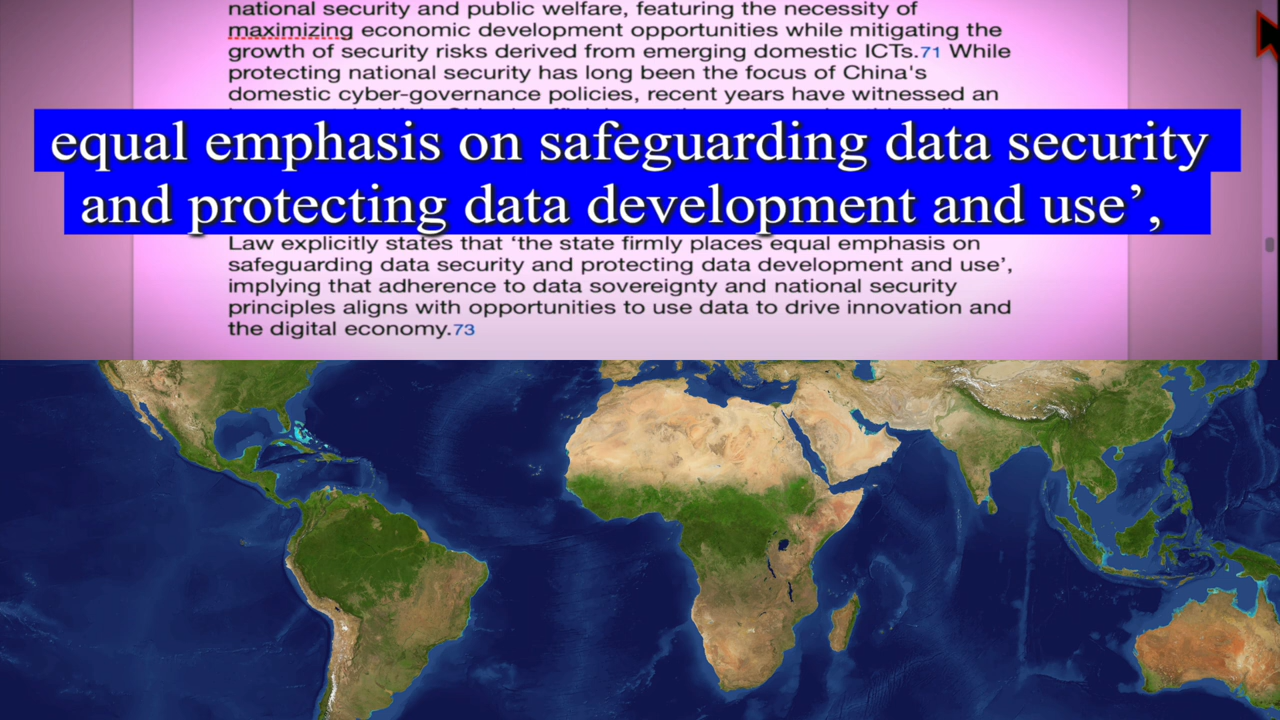 national security and public welfare, featuring the necessity of
maximizing economic development opportunities while mitigating the
growth of security risks derived from emerging domestic ICTs.71 While
protecting national security has long been the focus of China's
domestic cyber-governance policies, recent years have witnessed an
equal emphasis on safeguarding data security
and protecting data development and use’,
Law explicitly states that ‘the state firmly places equal emphasis on
safeguarding data security and protecting data development and use’,
implying that adherence to data sovereignty and national security
principles aligns with opportunities to use data to drive innovation and
the digital economy.73